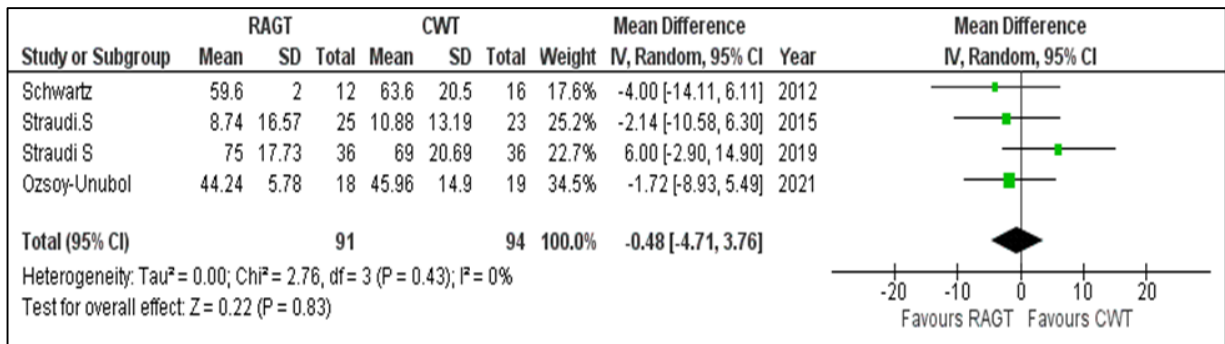 RAGT CWT Mean Difference Mean Difference
Study or Subgroup Mean SD Total Mean SD Total Weight IV, Random, 95% CI Year IV, Random, 95% CI
Schwartz 59.6 2 12 63.6 20.5 16 17.6% -4.00 [-14.11, 6.11] 2012
Straudi.S 8.74 16.57 25 10.88 13.19 23 25.2% -2.14 [-10.58, 6.30] 2015
Straudi S 75 17.73 36 69 20.69 36 22.7% 6.00 [-2.90, 14.90] 2019
Ozsoy-Unubol 44.24 5.78 18 45.96 14.9 19 34.5% -1.72 [-8.93, 5.49] 2021
Total (95% CI) 91 94 100.0% -0.48 [-4.71, 3.76]
Heterogeneity: Tau² = 0.00; Chi² = 2.76, df = 3 (P = 0.43); I² = 0%
Test for overall effect: Z = 0.22 (P = 0.83)
-20 -10 0 10 20
Favours RAGT Favours CWT